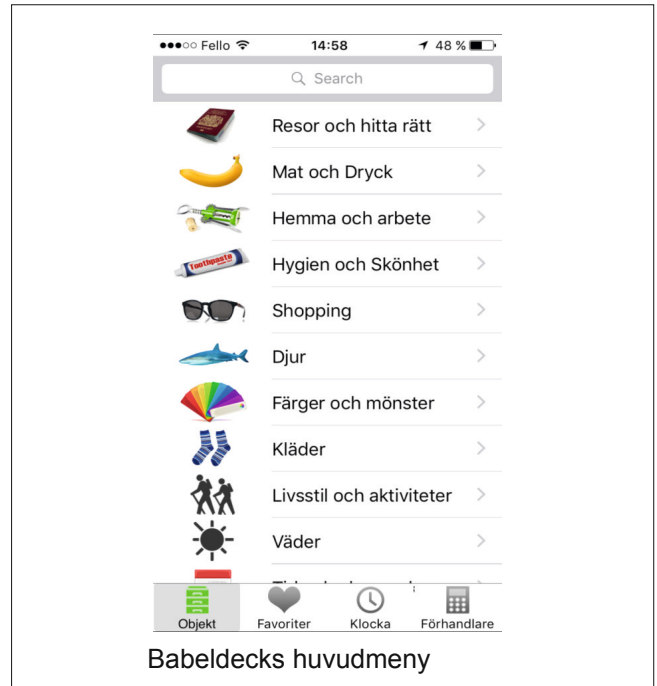 Fello 14:58 48 %
Search
Resor och hitta rätt
Mat och Dryck
Hemma och arbete
Toothpaste
Hygien och Skönhet
Shopping
Djur
Färger och mönster
Kläder
Livsstil och aktiviteter
Väder
Objekt Favoriter Klocka Förhandlare
Babeldecks huvudmeny